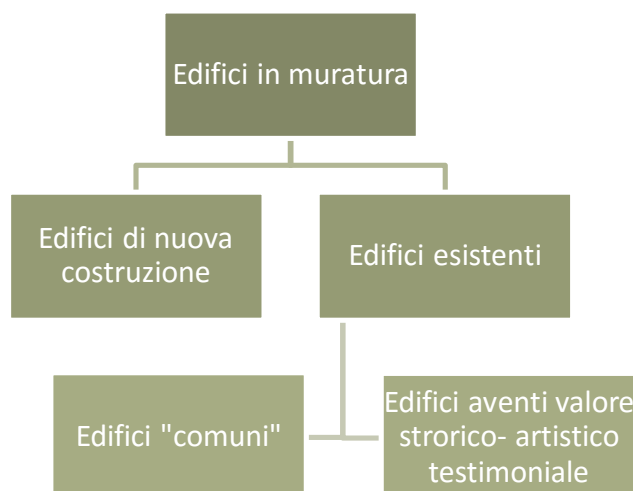 Edifici in muratura
Edifici di nuova
costruzione
Edifici esistenti
Edifici "comuni"
Edifici aventi valore
strorico- artistico
testimoniale